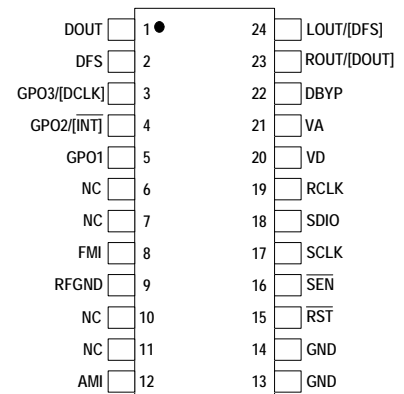 DOUT 1 24 LOUT/[DFS]
DFS 2 23 ROUT/[DOUT]
GPO3/[DCLK] 3 22 DBYP
GPO2/[INT] 4 21 VA
GPO1 5 20 VD
NC 6 19 RCLK
NC 7 18 SDIO
FMI 8 17 SCLK
RFGND 9 16 SEN
NC 10 15 RST
NC 11 14 GND
AMI 12 13 GND